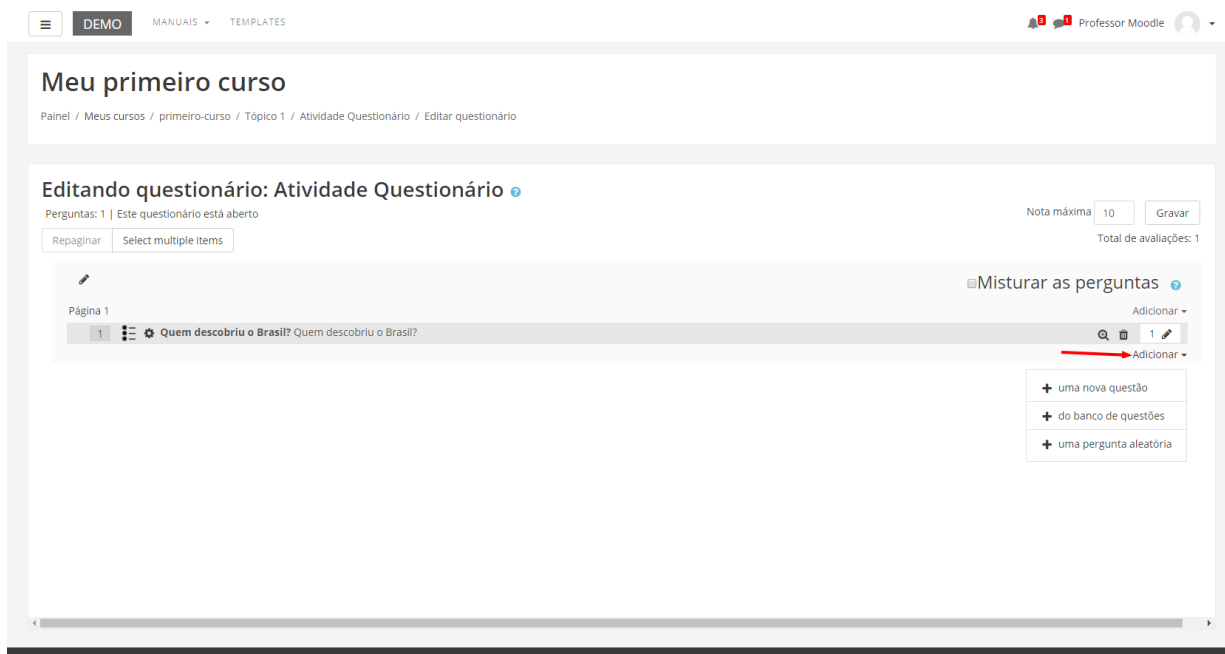 DEMO MANUAIS TEMPLATES 3 1 Professor Moodle
Meu primeiro curso
Painel / Meus cursos / primeiro-curso / Tópico 1 / Atividade Questionário / Editar questionário
Editando questionário: Atividade Questionário
Perguntas: 1 | Este questionário está aberto
Nota máxima 10 Gravar
Repaginar Select multiple items
Total de avaliações: 1
Misturar as perguntas
Página 1 Adicionar
1 Quem descobriu o Brasil? Quem descobriu o Brasil? 1
Adicionar
+ uma nova questão
+ do banco de questões
+ uma pergunta aleatória